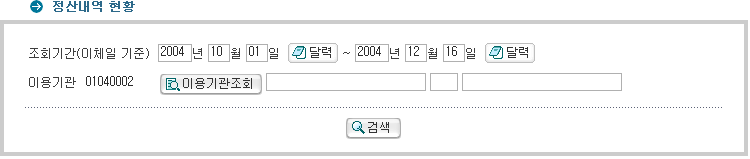 정산내역 현황
조회기간(이체일 기준) 2004 년 10 월 01 일 달력 ~ 2004 년 12 월 16 일 달력
이용기관 01040002 이용기관조회
검색